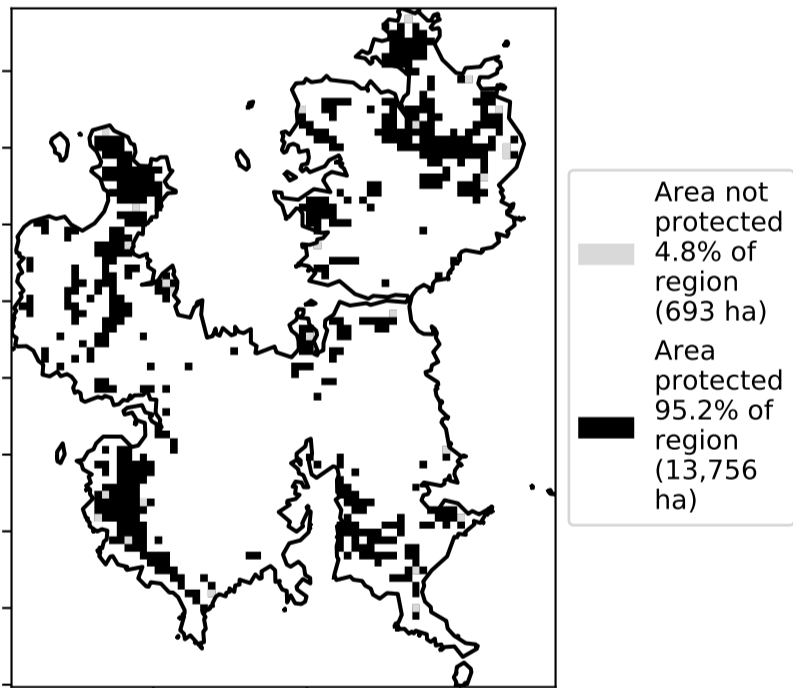 Area not
protected
4.8% of
region
(693 ha)
Area
protected
95.2% of
region
(13,756
ha)